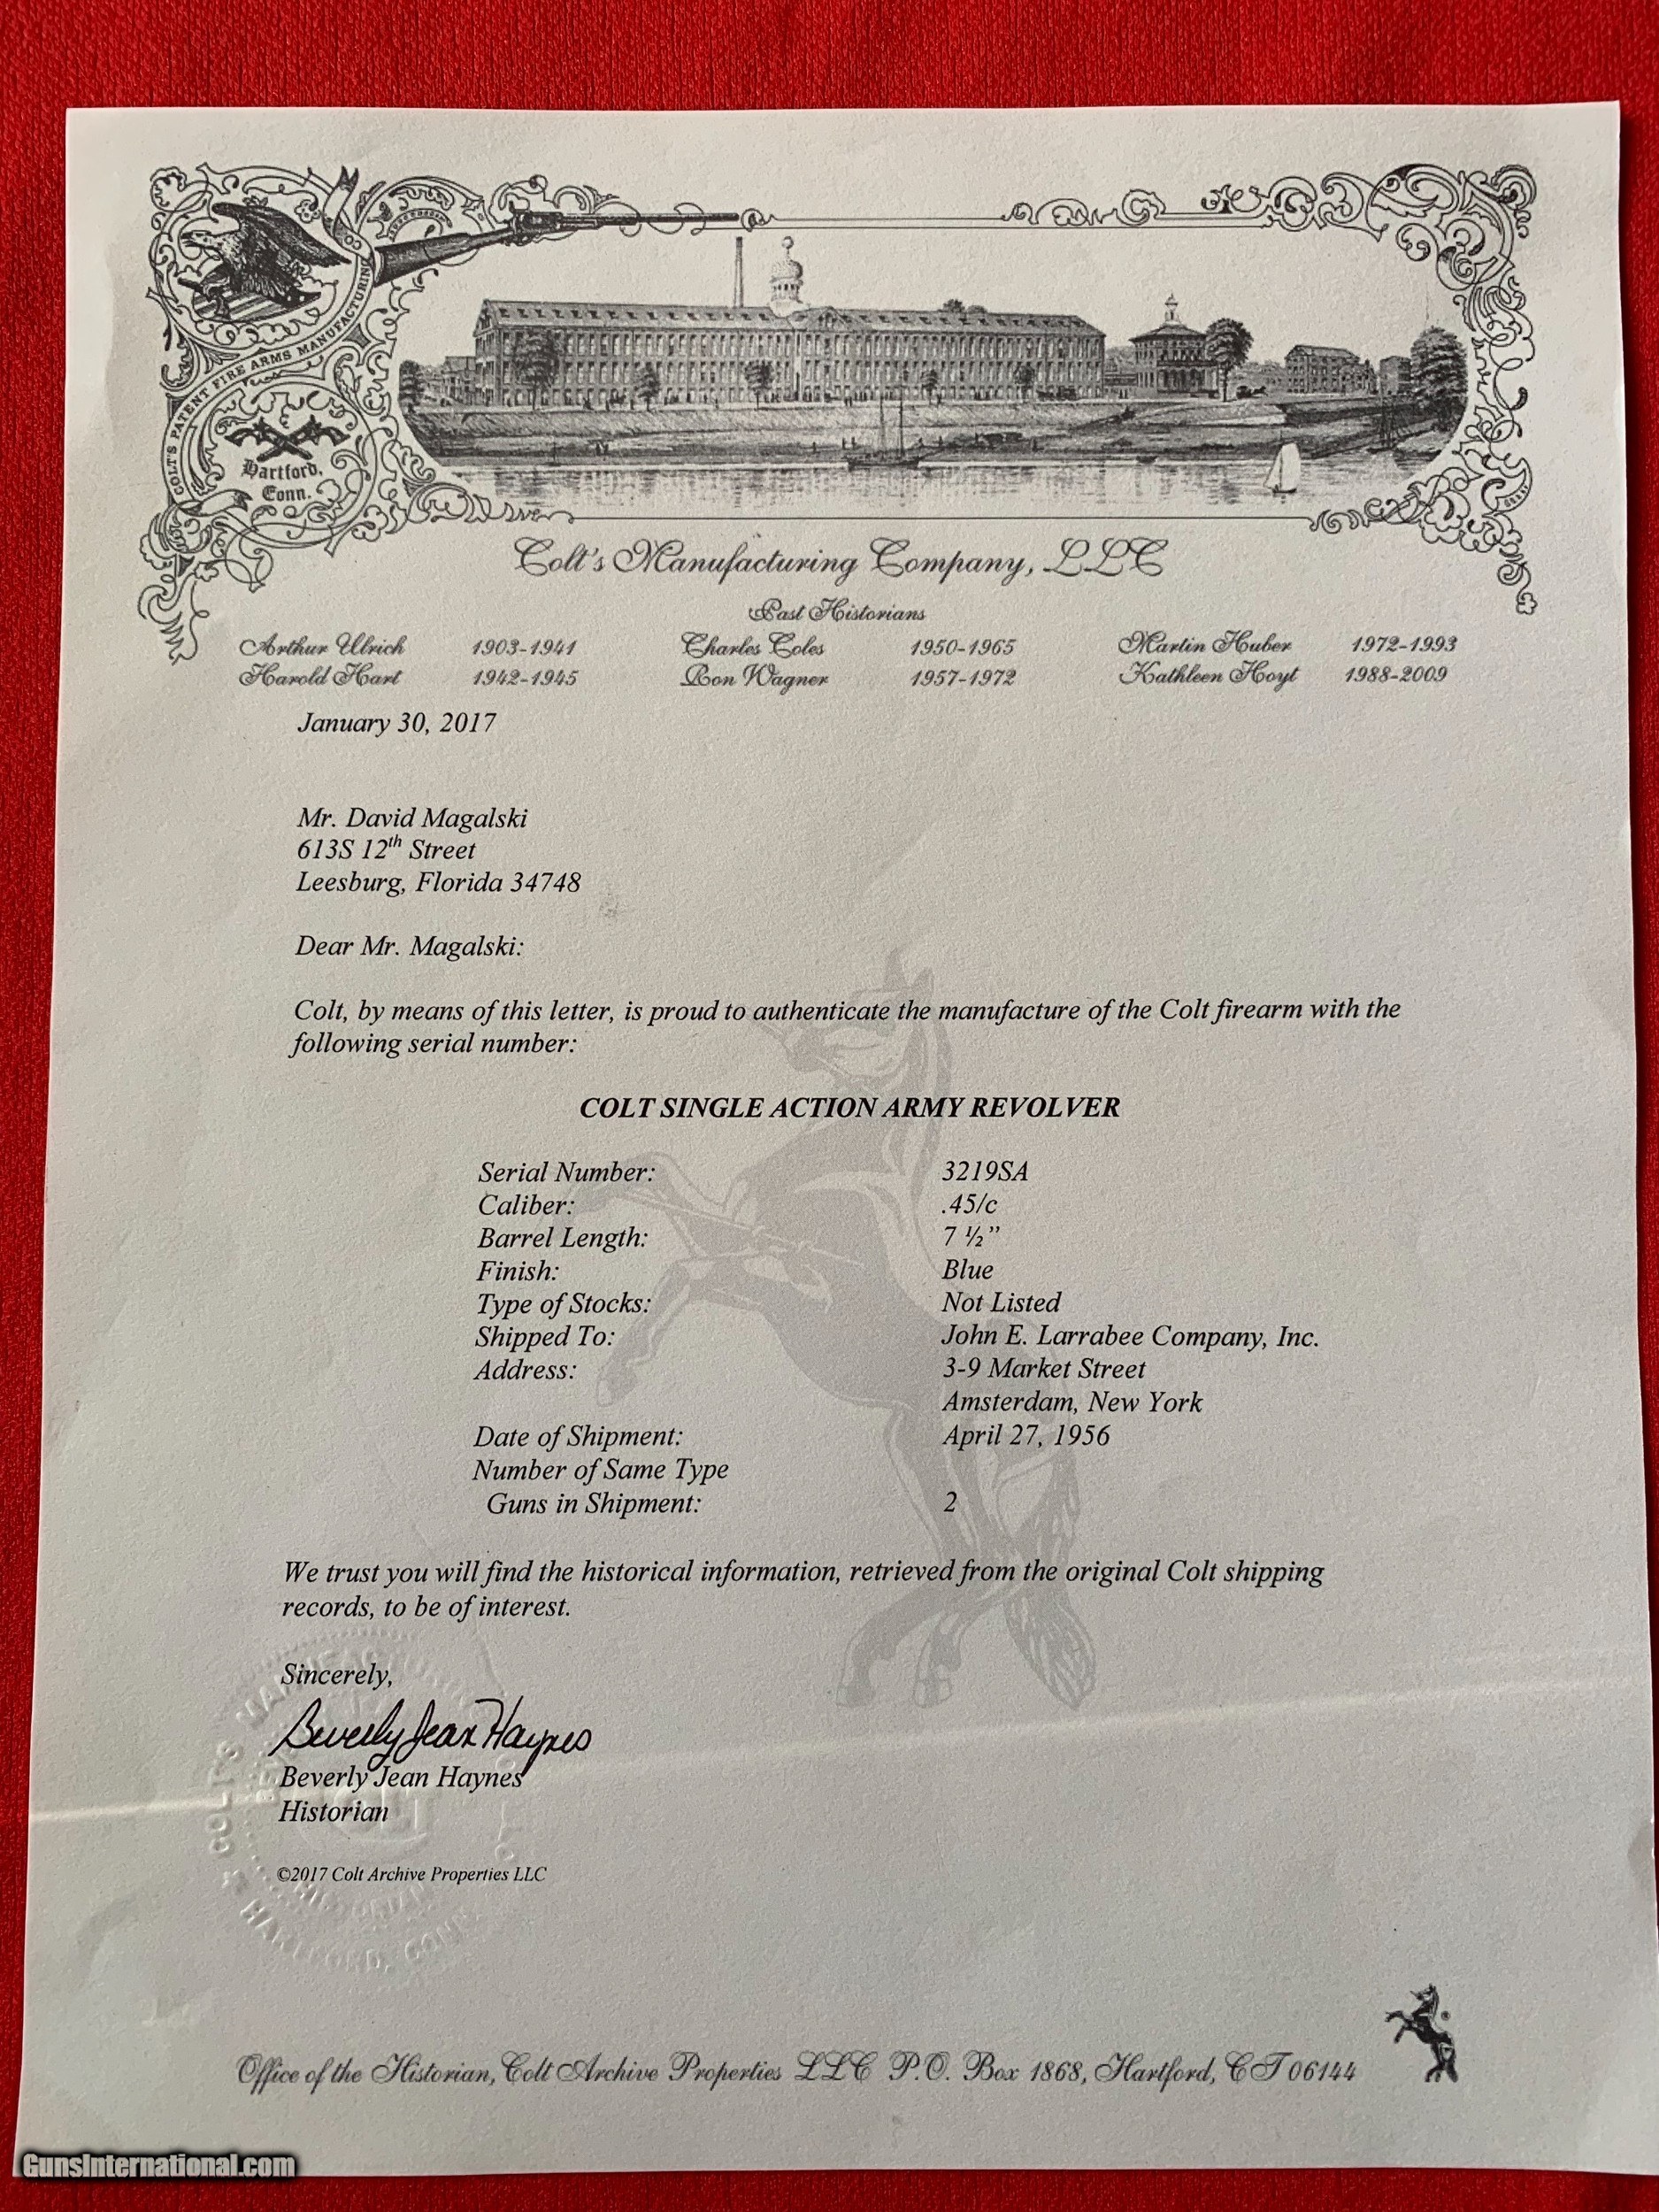 COLT'S PATENT FIRE ARMS MANUFACTURING
Hartford,
Conn.
Colt's Manufacturing Company, LLC
Past Historians
Arthur Ulrich 1903-1941 Charles Coles 1950-1965 Martin Huber 1972-1993
Harold Hart 1942-1945 Ron Wagner 1957-1972 Kathleen Hoyt 1988-2009
January 30, 2017
Mr. David Magalski
613S 12th Street
Leesburg, Florida 34748
Dear Mr. Magalski:
Colt, by means of this letter, is proud to authenticate the manufacture of the Colt firearm with the
following serial number:
COLT SINGLE ACTION ARMY REVOLVER
Serial Number: 3219SA
Caliber: .45/c
Barrel Length: 7 ½”
Finish: Blue
Type of Stocks: Not Listed
Shipped To: John E. Larrabee Company, Inc.
Address: 3-9 Market Street
Amsterdam, New York
Date of Shipment: April 27, 1956
Number of Same Type
Guns in Shipment: 2
We trust you will find the historical information, retrieved from the original Colt shipping
records, to be of interest.
Sincerely,
Beverly Jean Haynes
Beverly Jean Haynes
Historian
©2017 Colt Archive Properties LLC
HARTFORD, CONN
Office of the Historian, Colt Archive Properties LLC P.O. Box 1868, Hartford, CT 06144
GunsInternational.com